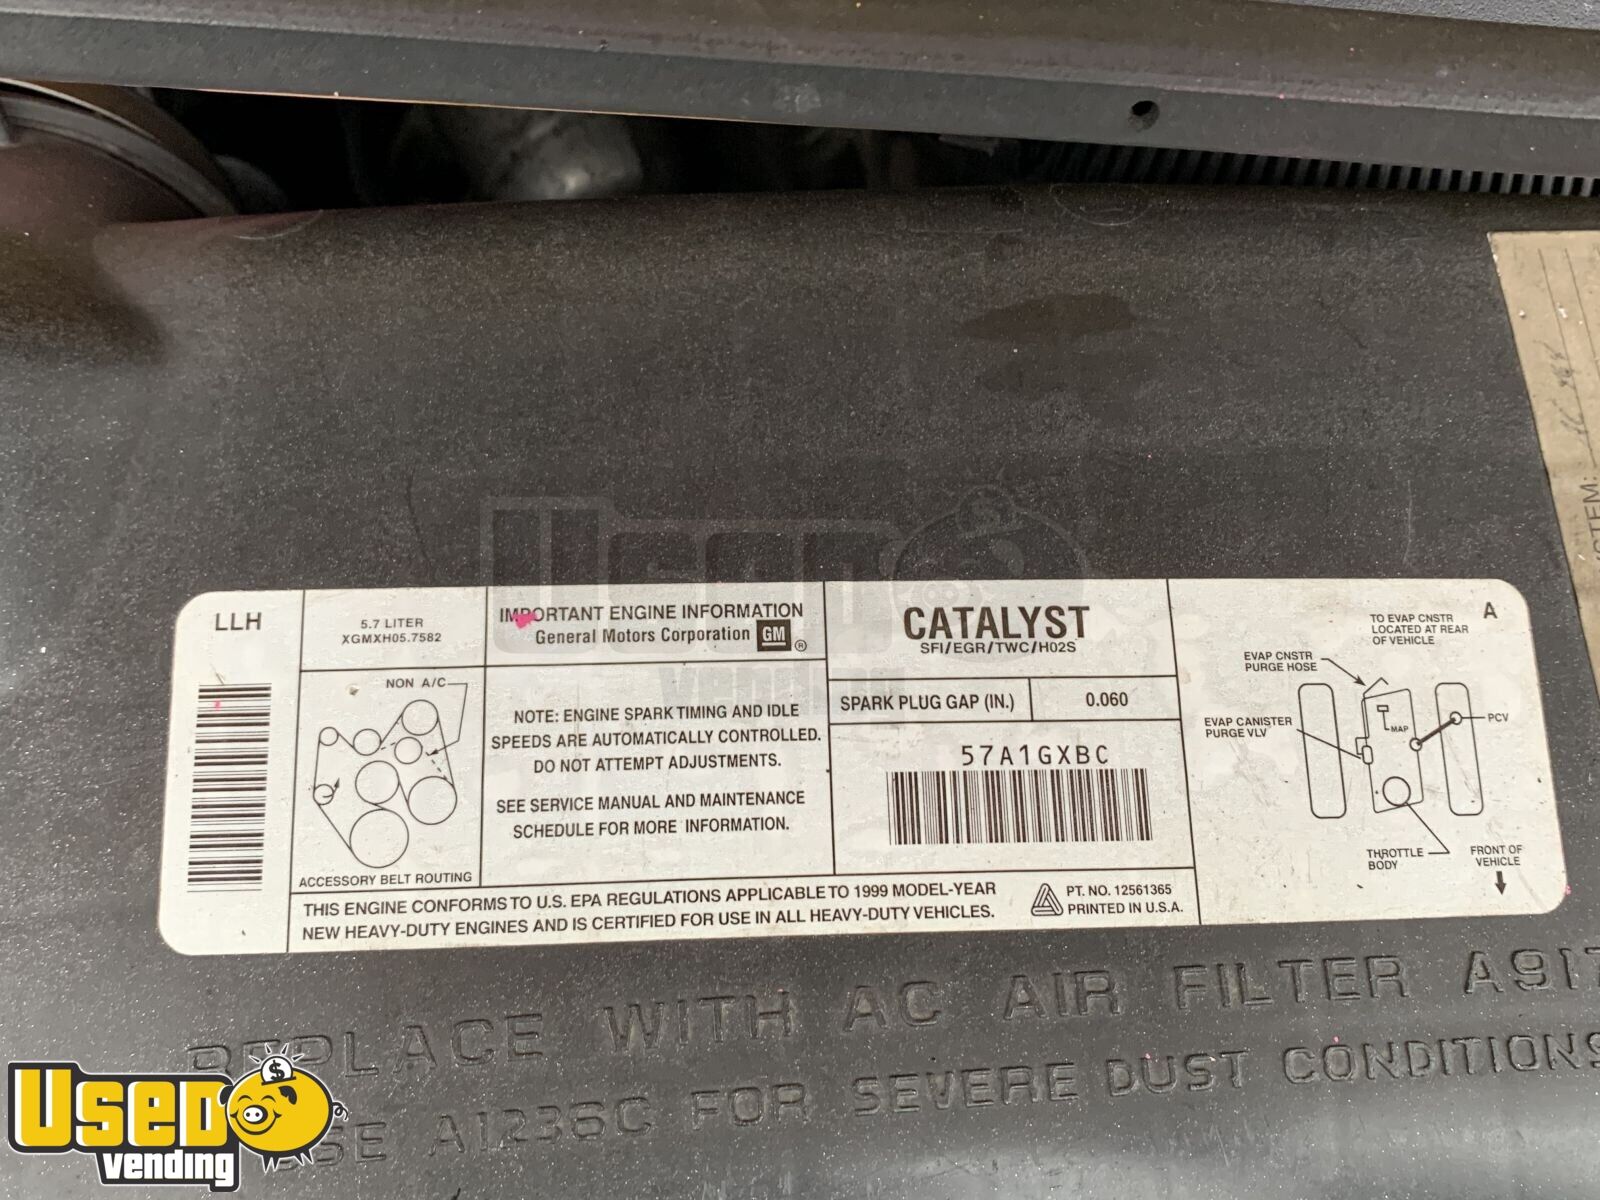 LLH
5.7 LITER
XGMXH05.7582
NON A/C
ACCESSORY BELT ROUTING
IMPORTANT ENGINE INFORMATION
General Motors Corporation GM ®
NOTE: ENGINE SPARK TIMING AND IDLE
SPEEDS ARE AUTOMATICALLY CONTROLLED.
DO NOT ATTEMPT ADJUSTMENTS.
SEE SERVICE MANUAL AND MAINTENANCE
SCHEDULE FOR MORE INFORMATION.
CATALYST
SFI/EGR/TWC/H02S
SPARK PLUG GAP (IN.) 0.060
57A1GXBC
THIS ENGINE CONFORMS TO U.S. EPA REGULATIONS APPLICABLE TO 1999 MODEL-YEAR
NEW HEAVY-DUTY ENGINES AND IS CERTIFIED FOR USE IN ALL HEAVY-DUTY VEHICLES.
PT. NO. 12561365
PRINTED IN U.S.A.
A
TO EVAP CNSTR
LOCATED AT REAR
OF VEHICLE
EVAP CNSTR
PURGE HOSE
EVAP CANISTER
PURGE VLV
MAP
PCV
THROTTLE
BODY
FRONT OF
VEHICLE
REPLACE WITH AC AIR FILTER A917
USE A1236C FOR SEVERE DUST CONDITIONS
USED
vending
USED
vending